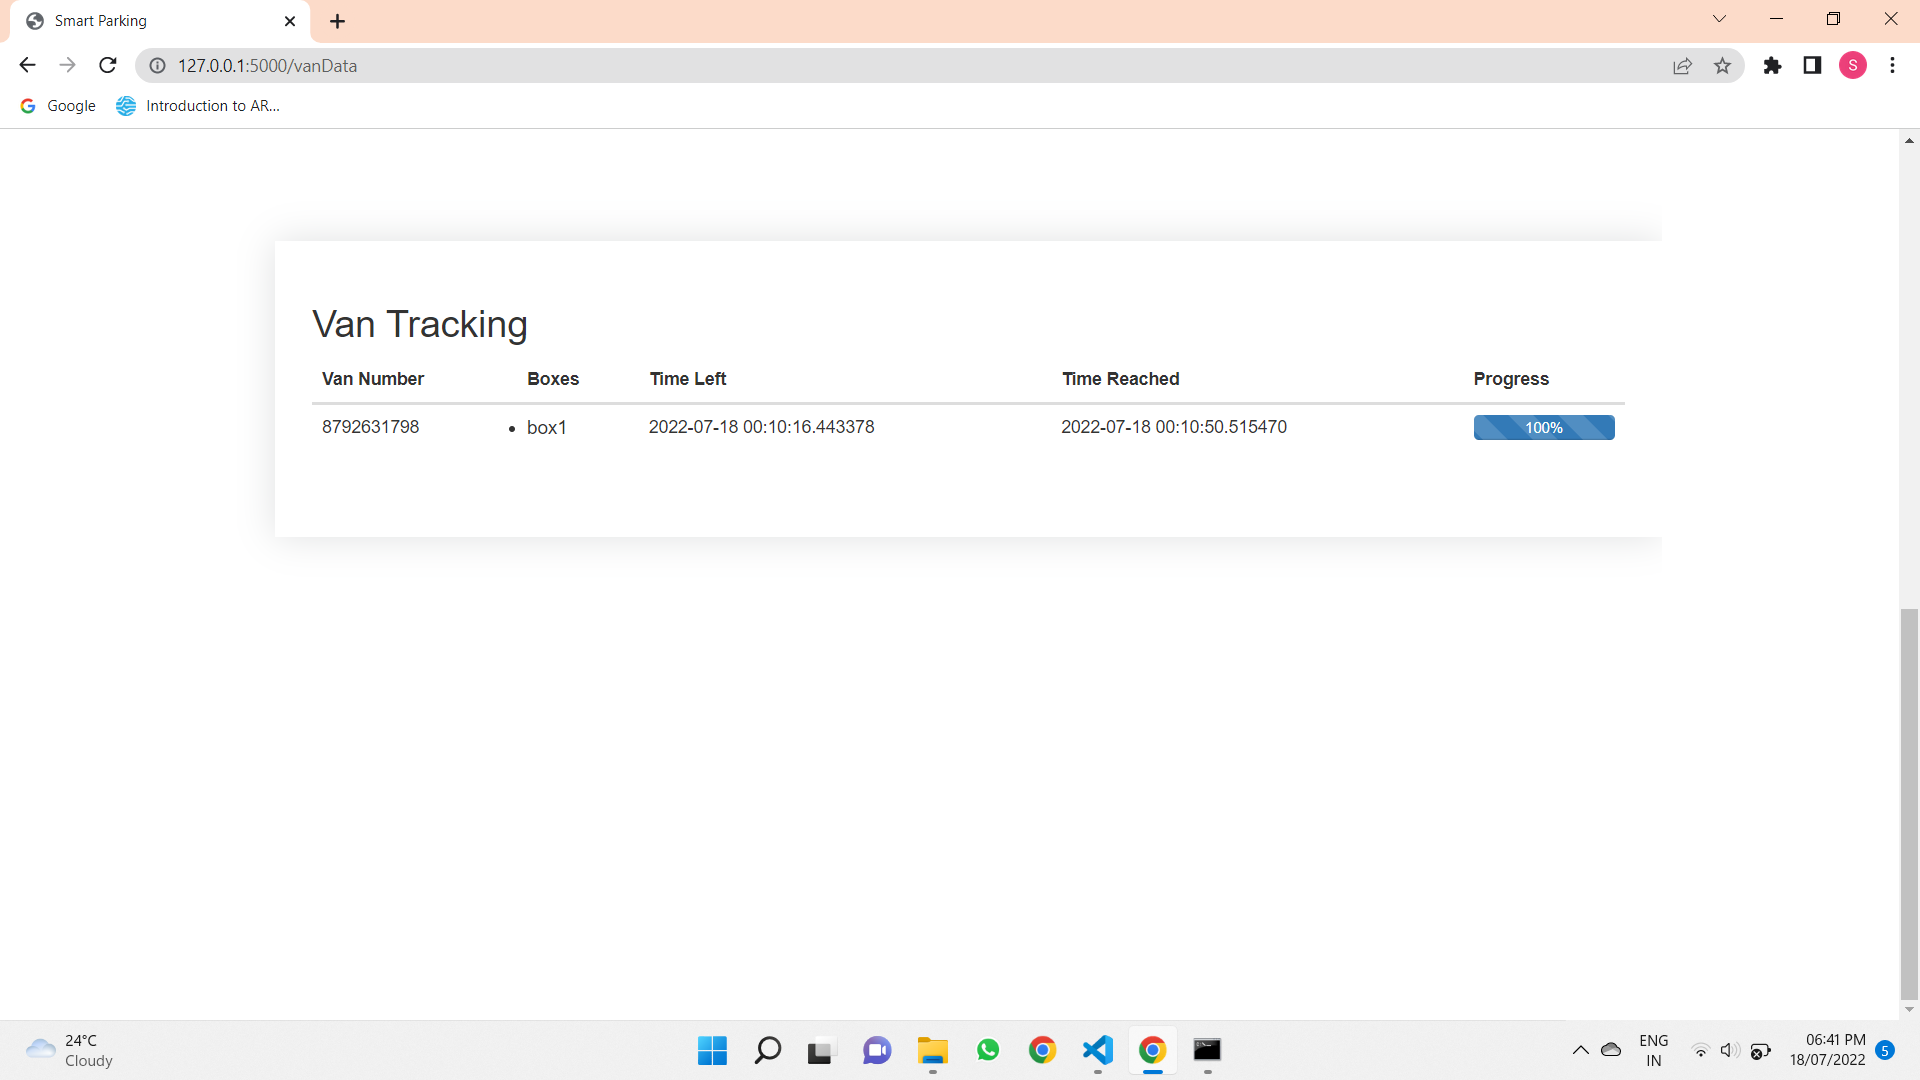 Smart Parking
127.0.0.1:5000/vanData
S
Google
Introduction to AR...
Van Tracking
Van Number Boxes Time Left Time Reached Progress
8792631798 • box1 2022-07-18 00:10:16.443378 2022-07-18 00:10:50.515470 100%
24°C
Cloudy
ENG
IN
06:41 PM
18/07/2022
5